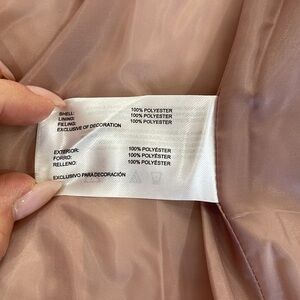 SHELL: 100% POLYESTER
LINING: 100% POLYESTER
FILLING: 100% POLYESTER
EXCLUSIVE OF DECORATION
EXTERIOR: 100% POLYÉSTER
FORRO: 100% POLYÉSTER
RELLENO: 100% POLYÉSTER
EXCLUSIVO PARA DECORACIÓN